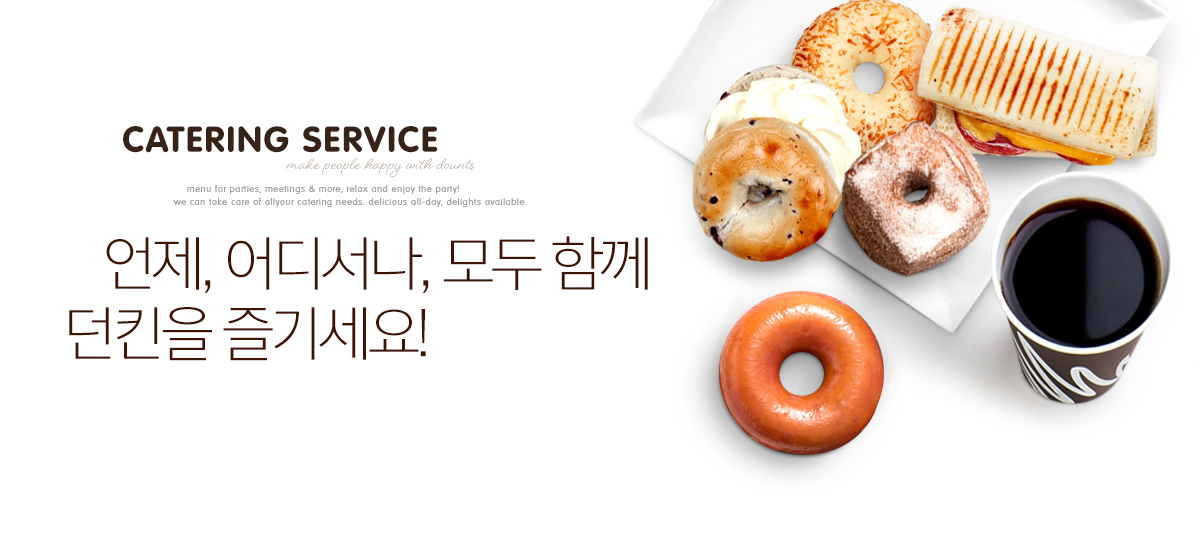 CATERING SERVICE
make people happy with dounts
menu for parties, meetings & more, relax and enjoy the party!
we can take care of allyour catering needs. delicious all-day, delights available
언제, 어디서나, 모두 함께
던킨을 즐기세요!